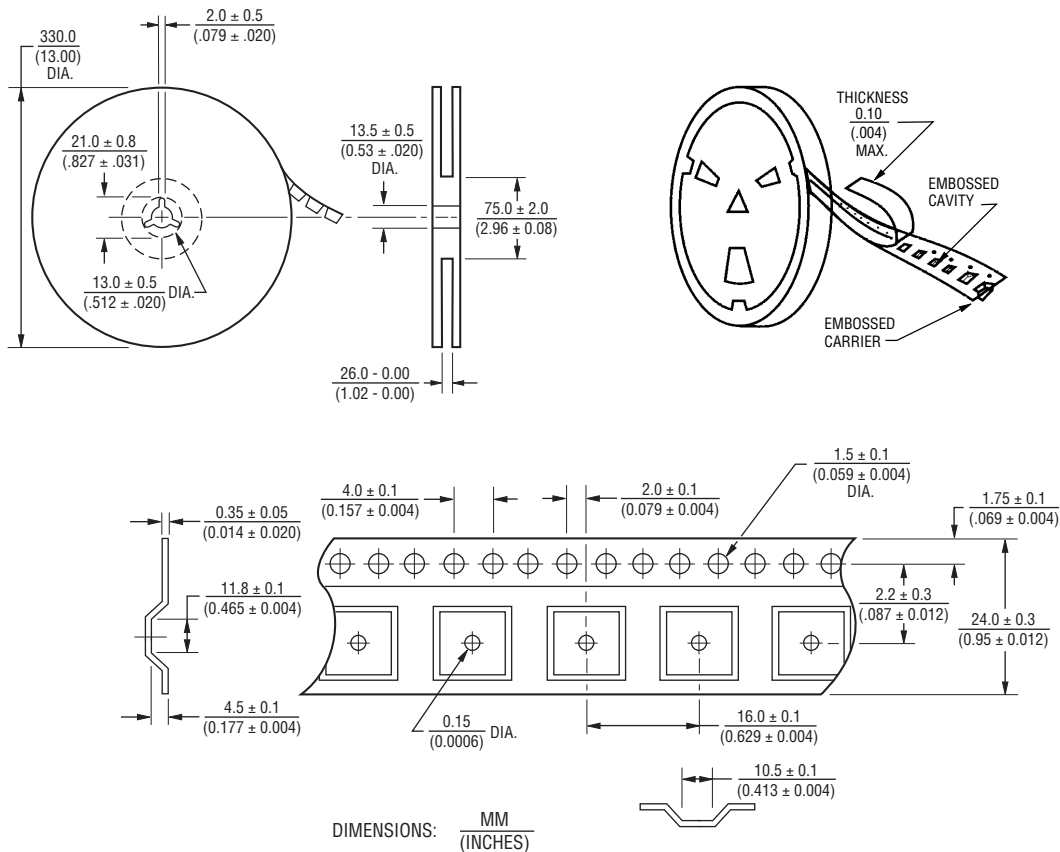 2.0 ± 0.5
(.079 ± .020)
330.0
(13.00)
DIA.
21.0 ± 0.8
(.827 ± .031)
13.0 ± 0.5
(.512 ± .020)
DIA.
13.5 ± 0.5
(0.53 ± .020)
DIA.
75.0 ± 2.0
(2.96 ± 0.08)
26.0 - 0.00
(1.02 - 0.00)
THICKNESS
0.10
(.004)
MAX.
EMBOSSED
CAVITY
EMBOSSED
CARRIER
0.35 ± 0.05
(0.014 ± 0.020)
11.8 ± 0.1
(0.465 ± 0.004)
4.5 ± 0.1
(0.177 ± 0.004)
4.0 ± 0.1
(0.157 ± 0.004)
2.0 ± 0.1
(0.079 ± 0.004)
1.5 ± 0.1
(0.059 ± 0.004)
DIA.
1.75 ± 0.1
(.069 ± 0.004)
2.2 ± 0.3
(.087 ± 0.012)
24.0 ± 0.3
(0.95 ± 0.012)
0.15
(0.0006)
DIA.
16.0 ± 0.1
(0.629 ± 0.004)
10.5 ± 0.1
(0.413 ± 0.004)
DIMENSIONS:
MM
(INCHES)